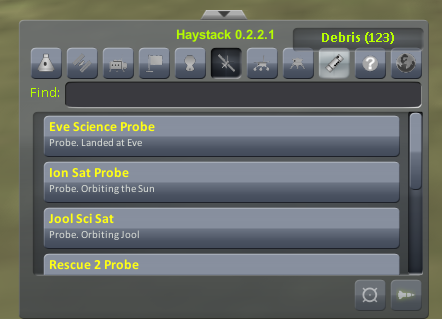 Haystack 0.2.2.1
Debris (123)
Find:
Eve Science Probe
Probe. Landed at Eve
Ion Sat Probe
Probe. Orbiting the Sun
Jool Sci Sat
Probe. Orbiting Jool
Rescue 2 Probe